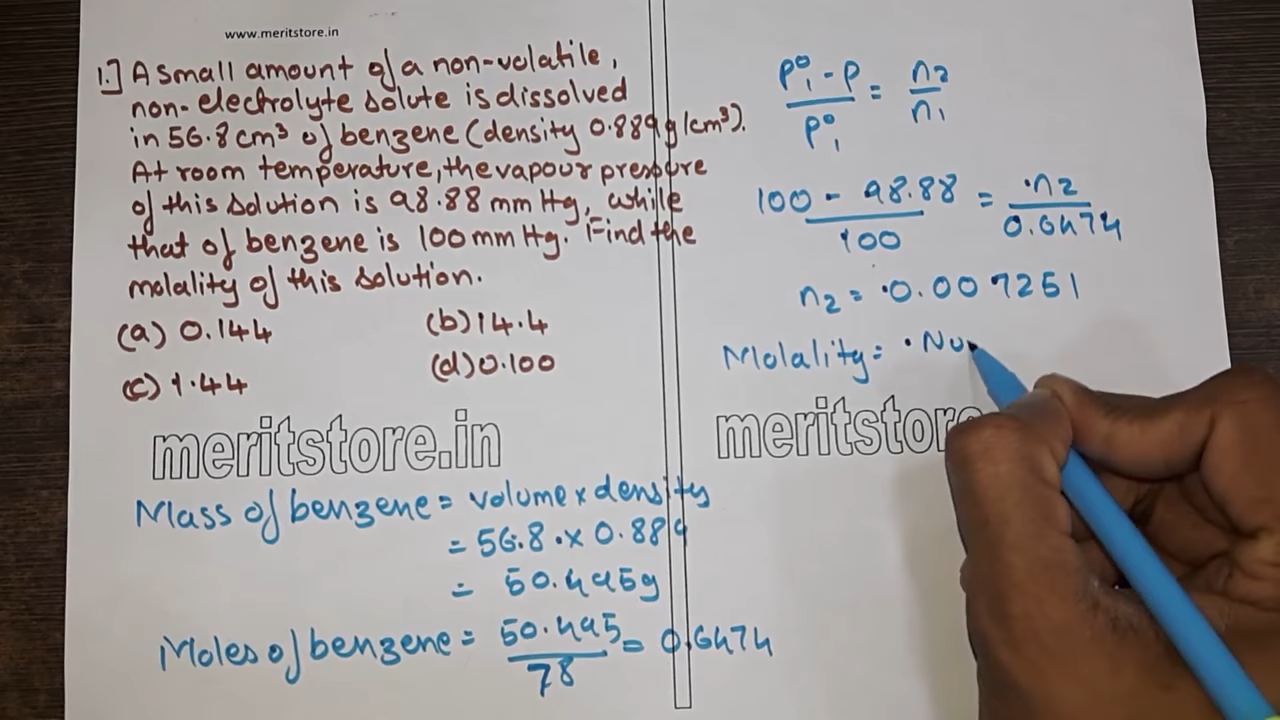 www.meritstore.in
1.] A small amount of a non-volatile,
non-electrolyte solute is dissolved
in 56.8 cm³ of benzene (density 0.889 g/cm³).
At room temperature, the vapour pressure
of this solution is 98.88 mm Hg, while
that of benzene is 100 mm Hg. Find the
molality of this solution.
(a) 0.144 (b) 14.4
(c) 1.44 (d) 0.100
meritstore.in
Mass of benzene = volume x density
= 56.8 x 0.889
= 50.495g
Moles of benzene = 50.495/78 = 0.6474
P₁⁰ - P / P₁⁰ = n₂/n₁
100 - 98.88 / 100 = n₂ / 0.6474
n₂ = 0.007251
Molality = Nu
meritstore